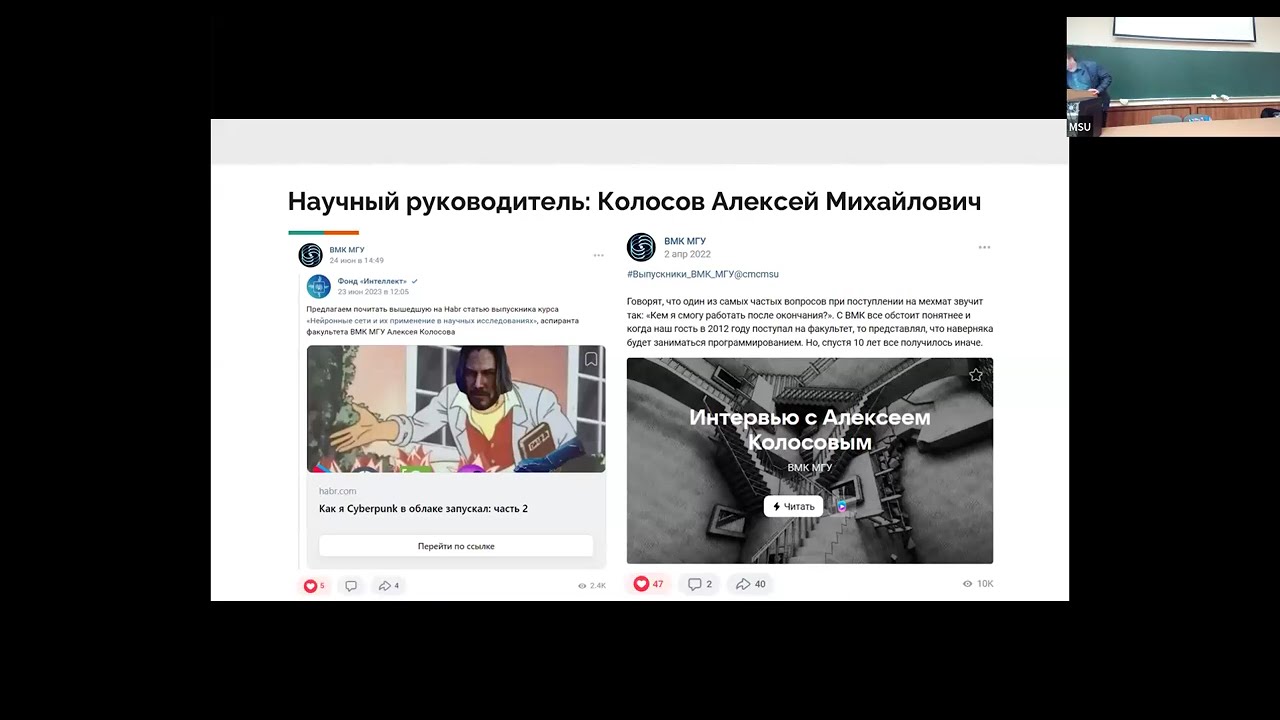 MSU
Научный руководитель: Колосов Алексей Михайлович
ВМК МГУ
24 июн в 14:49
Фонд «Интеллект»
23 июн 2023 в 12:05
Предлагаем почитать вышедшую на Habr статью выпускника курса
«Нейронные сети и их применение в научных исследованиях», аспиранта
факультета ВМК МГУ Алексея Колосова
habr.com
Как я Cyberpunk в облаке запускал: часть 2
Перейти по ссылке
5
4
2.4K
ВМК МГУ
2 апр 2022
#Выпускники_ВМК_МГУ@cmcmsu
Говорят, что один из самых частых вопросов при поступлении на мехмат звучит
так: «Кем я смогу работать после окончания?». С ВМК все обстоит понятнее и
когда наш гость в 2012 году поступал на факультет, то представлял, что наверняка
будет заниматься программированием. Но, спустя 10 лет все получилось иначе.
Интервью с Алексеем
Колосовым
ВМК МГУ
Читать
47
2
40
10K